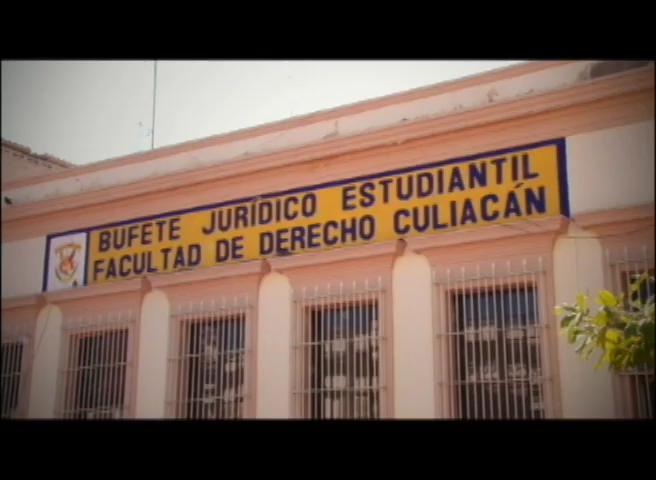 BUFETE JURÍDICO ESTUDIANTIL
FACULTAD DE DERECHO CULIACÁN